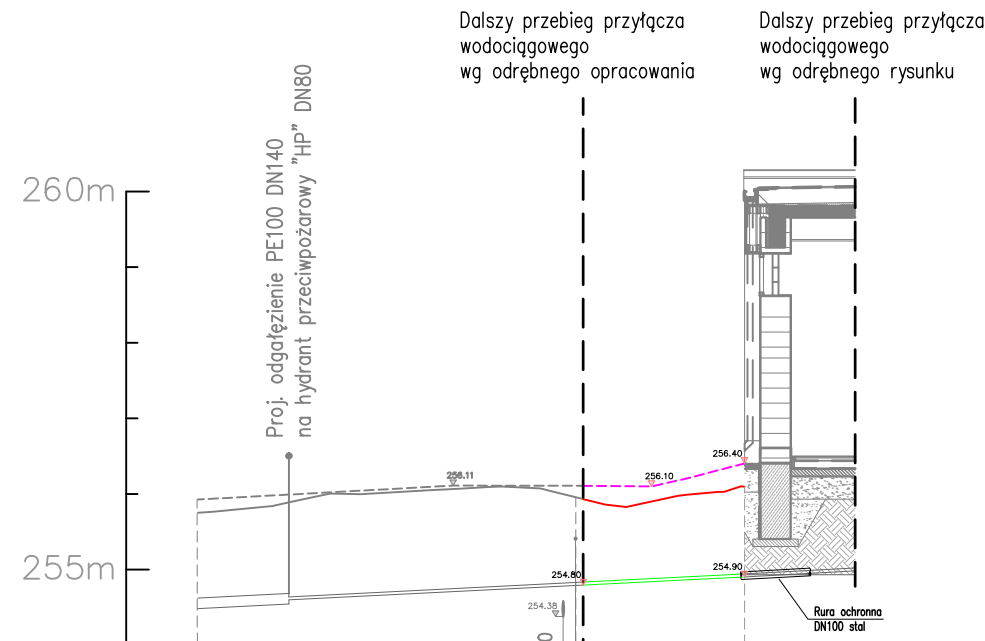 Dalszy przebieg przyłącza
wodociągowego
wg odrębnego opracowania
Dalszy przebieg przyłącza
wodociągowego
wg odrębnego rysunku
Proj. odgałęzienie PE100 DN140
na hydrant przeciwpożarowy "HP" DN80
260m
256.11
256.10
256.40
255m
254.80
254.90
254.38
Rura ochronna
DN100 stal